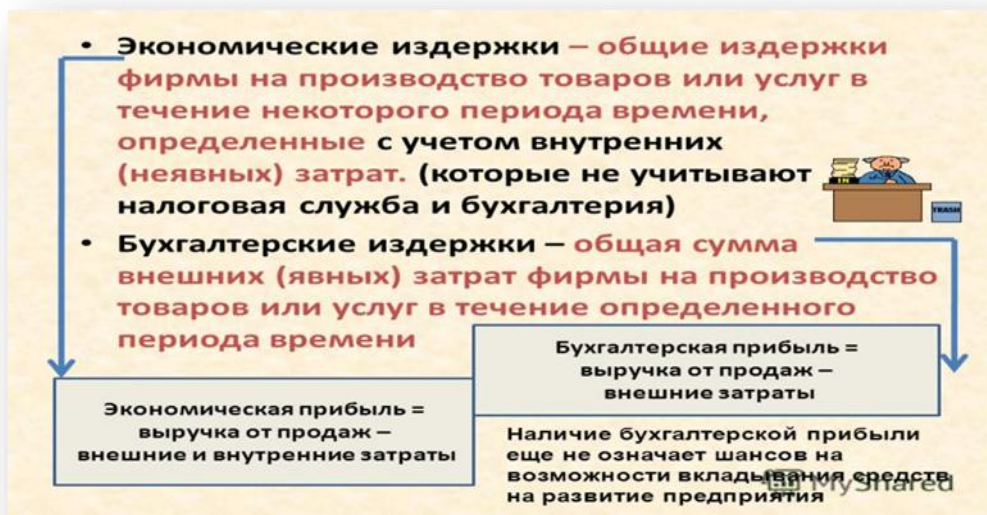 • Экономические издержки – общие издержки
фирмы на производство товаров или услуг в
течение некоторого периода времени,
определенные с учетом внутренних
(неявных) затрат. (которые не учитывают
налоговая служба и бухгалтерия)
IN
TRASH
• Бухгалтерские издержки – общая сумма
внешних (явных) затрат фирмы на производство
товаров или услуг в течение определенного
периода времени
Бухгалтерская прибыль =
выручка от продаж –
внешние затраты
Экономическая прибыль =
выручка от продаж –
внешние и внутренние затраты
Наличие бухгалтерской прибыли
еще не означает шансов на
возможности вкладывания средств
на развитие предприятия
MyShared